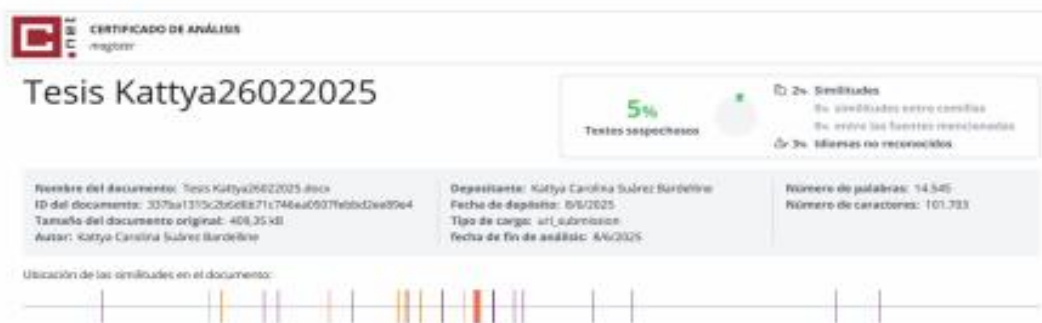 CERTIFICADO DE ANÁLISIS
magister
Tesis Kattya26022025
5%
Textos sospechosos
2% Similitudes
0% similitudes entre comillas
0% entre las fuentes mencionadas
3% Idiomas no reconocidos
Nombre del documento: Tesis Kattya26022025.docx
ID del documento:
Tamaño del documento original: 409,35 kB
Autor: Kattya Carolina Suárez Bardelline
Depositante: Kattya Carolina Suárez Bardelline
Fecha de depósito: 8/6/2025
Tipo de carga: url_submission
fecha de fin de análisis: 8/6/2025
Número de palabras: 14.545
Número de caracteres: 101.703
Ubicación de las similitudes en el documento: